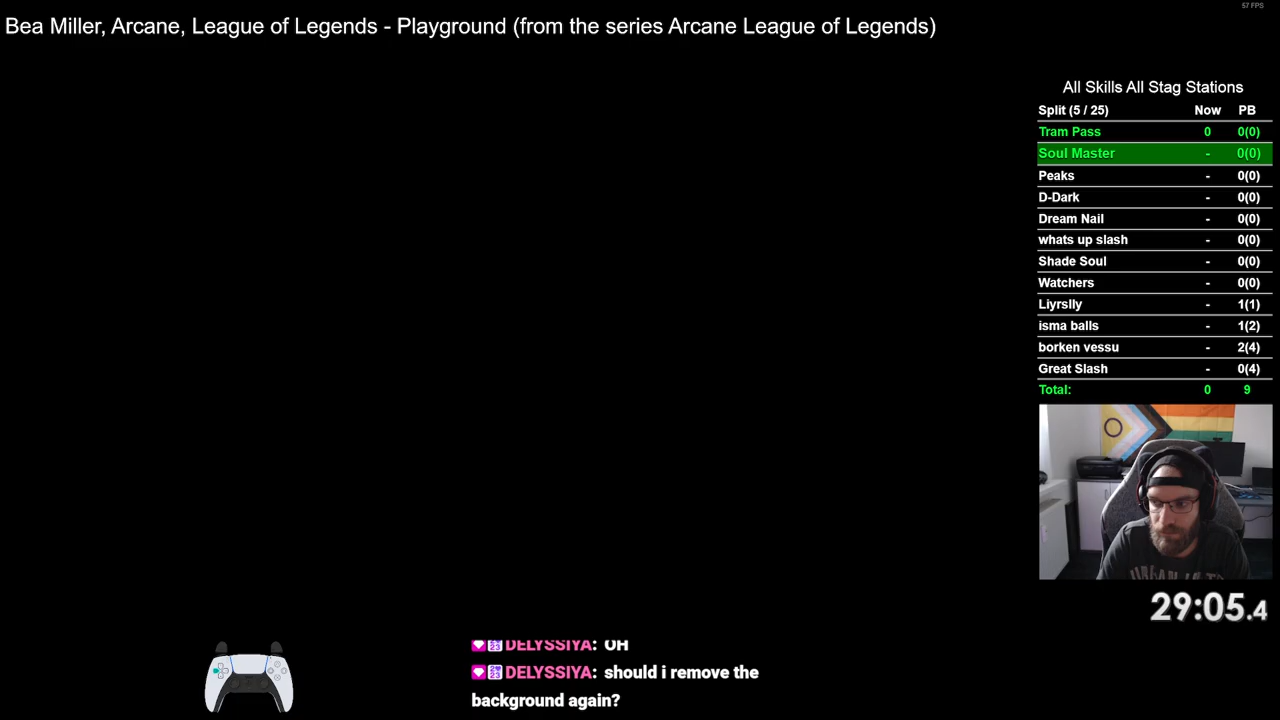 57 FPS
Bea Miller, Arcane, League of Legends - Playground (from the series Arcane League of Legends)
All Skills All Stag Stations
Split (5 / 25) Now PB
Tram Pass 0 0(0)
Soul Master - 0(0)
Peaks - 0(0)
D-Dark - 0(0)
Dream Nail - 0(0)
whats up slash - 0(0)
Shade Soul - 0(0)
Watchers - 0(0)
Liyrslly - 1(1)
isma balls - 1(2)
borken vessu - 2(4)
Great Slash - 0(4)
Total: 0 9
29:05.4
DELYSSIYA: OH
DELYSSIYA: should i remove the
background again?